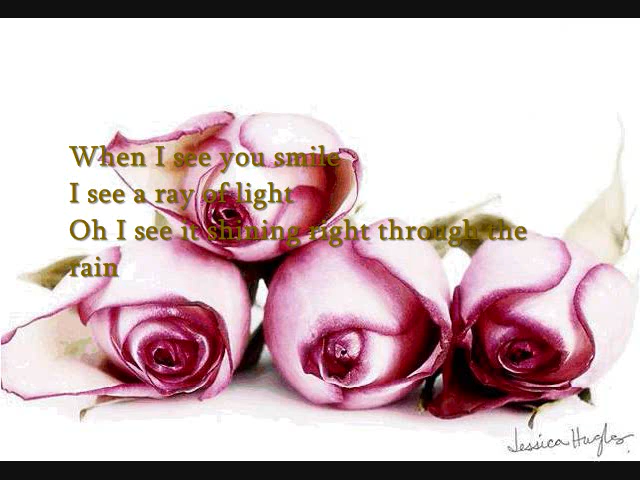 When I see you smile
I see a ray of light
Oh I see it shining right through the
rain
Jessica Hughes